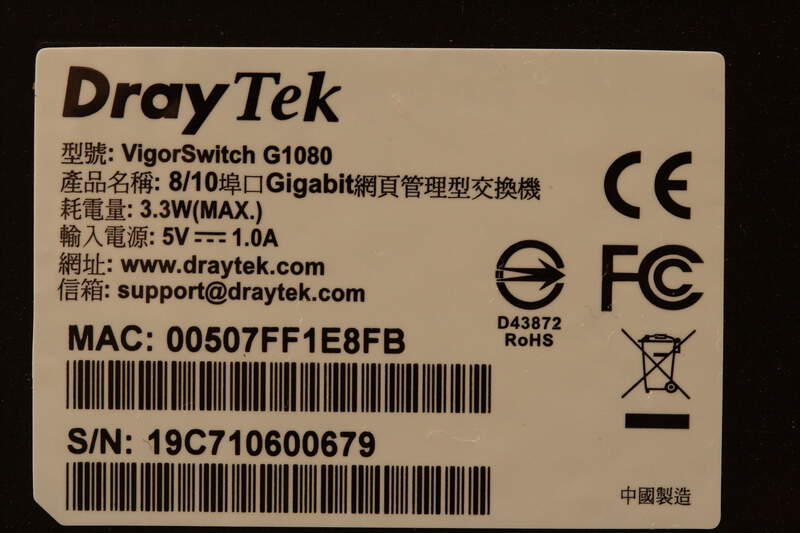 DrayTek
型號: VigorSwitch G1080
產品名稱: 8/10埠口Gigabit網頁管理型交換機
耗電量: 3.3W(MAX.)
輸入電源: 5V⎓1.0A
網址: www.draytek.com
信箱: support@draytek.com
CE
FC
D43872
RoHS
MAC: 00507FF1E8FB
S/N: 19C710600679
中國製造